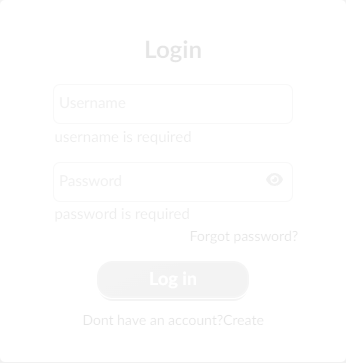 Login
Username
username is required
Password
password is required
Forgot password?
Log in
Dont have an account?Create